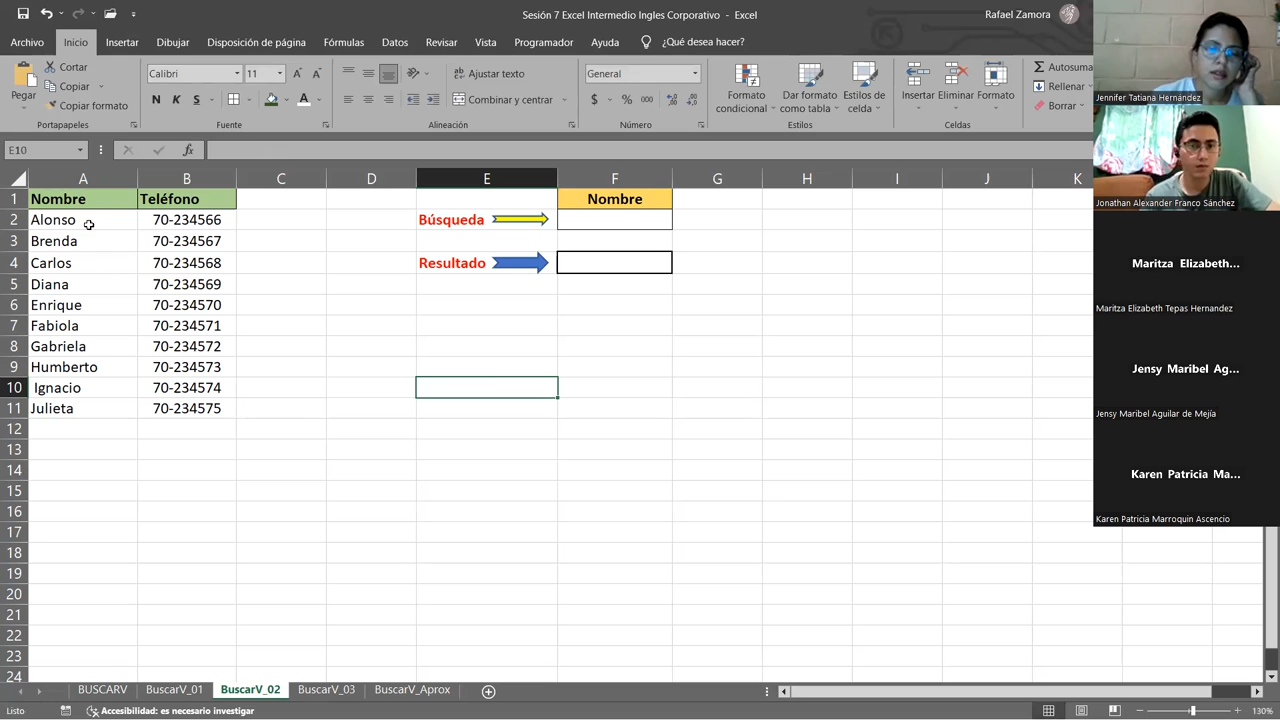 Sesión 7 Excel Intermedio Ingles Corporativo - Excel
Rafael Zamora
Archivo Inicio Insertar Dibujar Disposición de página Fórmulas Datos Revisar Vista Programador Ayuda ¿Qué desea hacer?
Pegar
Cortar
Copiar
Copiar formato
Portapapeles
Calibri 11
N K S
Fuente
Ajustar texto
Combinar y centrar
Alineación
General
$ % 000
Número
Formato condicional
Dar formato como tabla
Estilos de celda
Estilos
Insertar Eliminar Formato
Celdas
Autosuma
Rellenar
Borrar
E10 fx
A B C D E F G H I J K
1 Nombre Teléfono Nombre
2 Alonso 70-234566 Búsqueda
3 Brenda 70-234567
4 Carlos 70-234568 Resultado
5 Diana 70-234569
6 Enrique 70-234570
7 Fabiola 70-234571
8 Gabriela 70-234572
9 Humberto 70-234573
10 Ignacio 70-234574
11 Julieta 70-234575
12
13
14
15
16
17
18
19
20
21
22
23
24
BUSCARV BuscarV_01 BuscarV_02 BuscarV_03 BuscarV_Aprox
Listo Accesibilidad: es necesario investigar 130%
Jennifer Tatiana Hernández
Jonathan Alexander Franco Sánchez
Maritza Elizabeth...
Maritza Elizabeth Tepas Hernandez
Jensy Maribel Ag...
Jensy Maribel Aguilar de Mejía
Karen Patricia Ma...
Karen Patricia Marroquin Ascencio